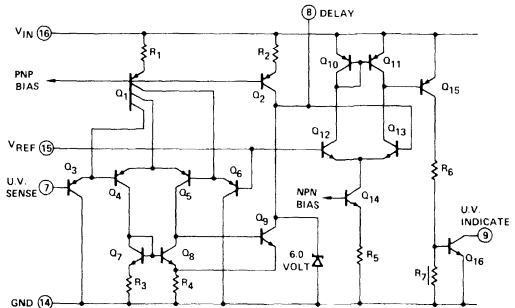 8 DELAY
V_IN 16
R1
R2
Q10
Q11
PNP BIAS
Q1
Q2
Q15
V_REF 15
Q12
Q13
R6
Q3
U.V. SENSE 7
Q4
Q5
Q6
NPN BIAS
Q14
U.V. INDICATE
9
Q7
Q8
Q9
6.0 VOLT
R5
Q16
R3
R4
R7
GND 14